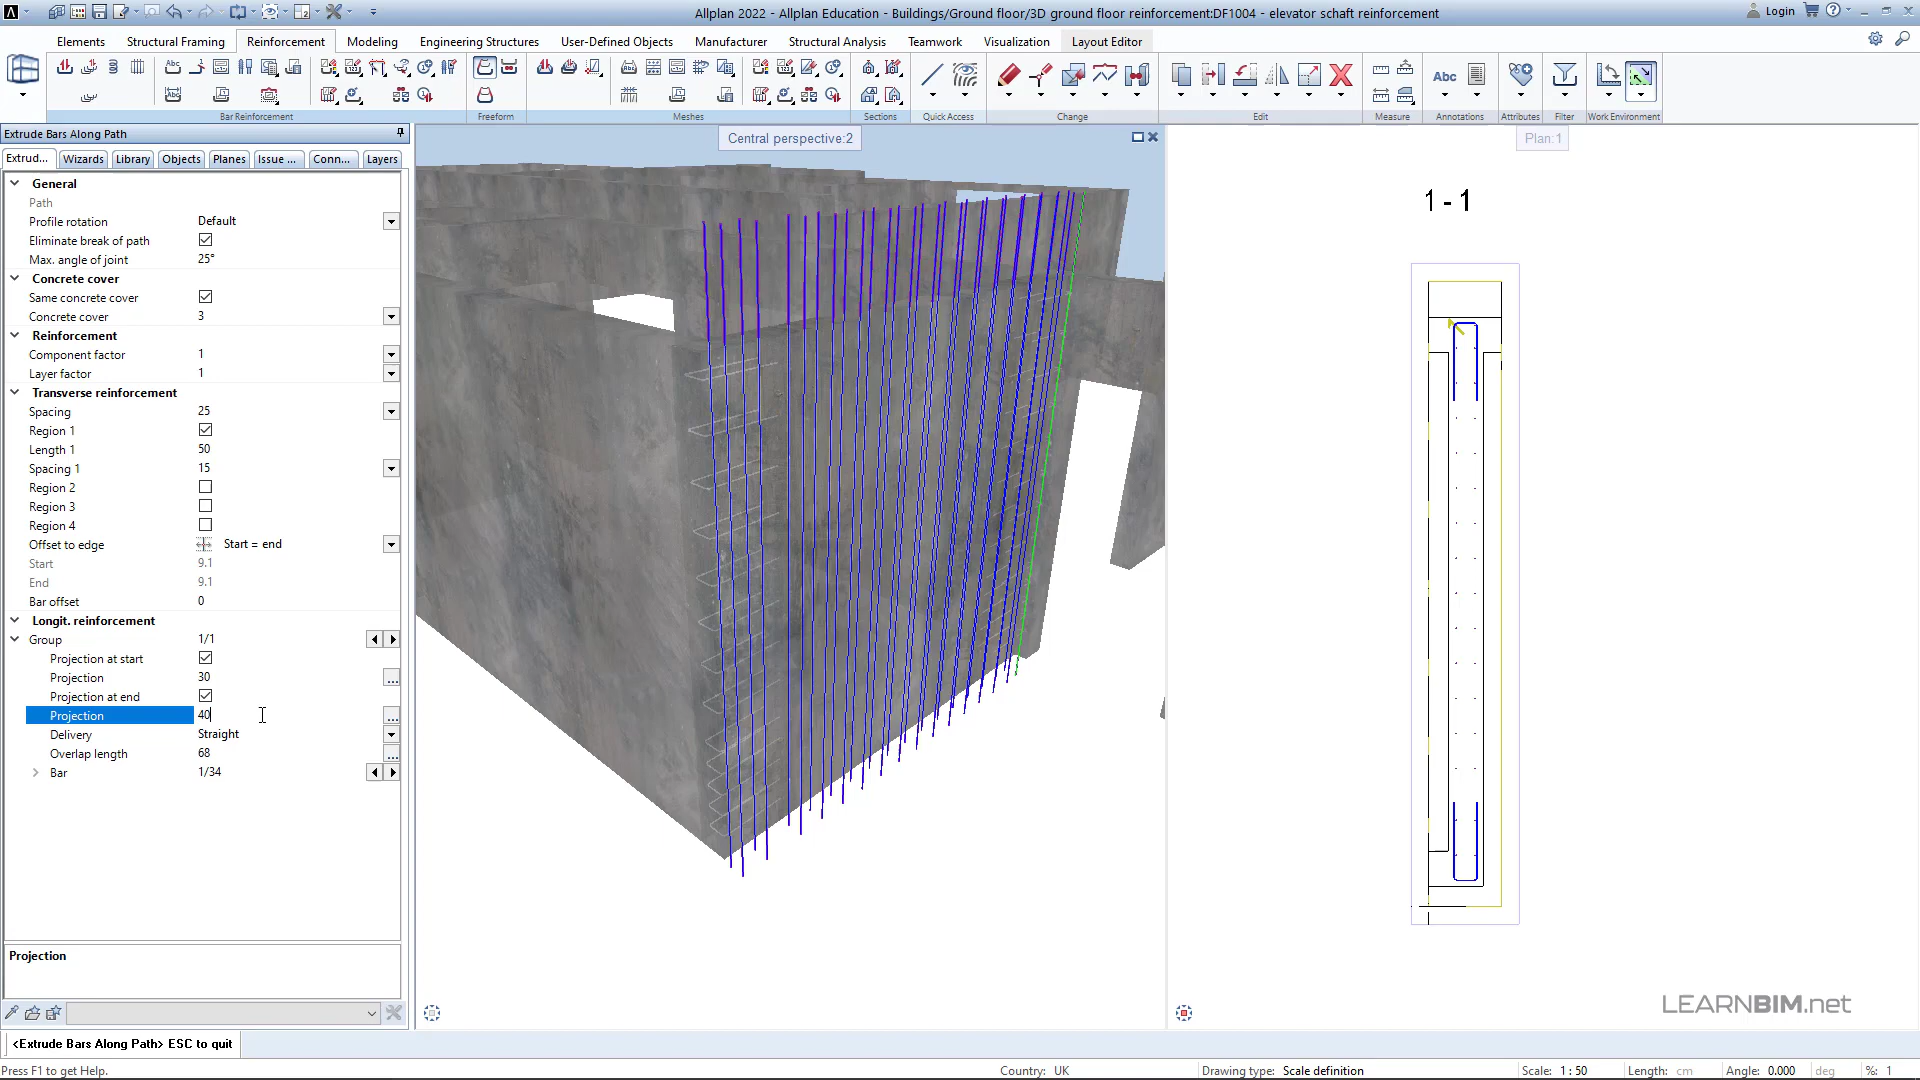 Allplan 2022 - Allplan Education - Buildings/Ground floor/3D ground floor reinforcement:DF1004 - elevator schaft reinforcement
Login
Elements Structural Framing Reinforcement Modeling Engineering Structures User-Defined Objects Manufacturer Structural Analysis Teamwork Visualization Layout Editor
Abc
Bar Reinforcement Freeform Meshes Sections Quick Access Change Edit Measure Annotations Attributes Filter Work Environment
Extrude Bars Along Path
Extrud... Wizards Library Objects Planes Issue ... Conn... Layers
General
Path
Profile rotation Default
Eliminate break of path
Max. angle of joint 25°
Concrete cover
Same concrete cover
Concrete cover 3
Reinforcement
Component factor 1
Layer factor 1
Transverse reinforcement
Spacing 25
Region 1
Length 1 50
Spacing 1 15
Region 2
Region 3
Region 4
Offset to edge Start = end
Start 9.1
End 9.1
Bar offset 0
Longit. reinforcement
Group 1/1
Projection at start
Projection 30
Projection at end
Projection 40
Delivery Straight
Overlap length 68
Bar 1/34
Projection
Central perspective:2
Plan:1
1 - 1
LEARNBIM.net
<Extrude Bars Along Path> ESC to quit
Press F1 to get Help.
Country: UK
Drawing type: Scale definition
Scale: 1 : 50
Length: cm
Angle: 0.000 deg
%: 1